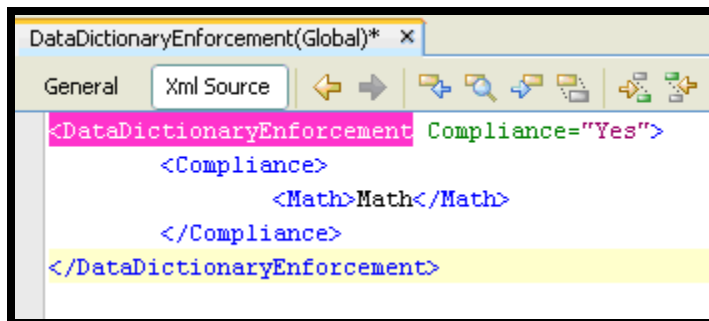 DataDictionaryEnforcement(Global)* ×
General Xml Source
<DataDictionaryEnforcement Compliance="Yes">
<Compliance>
<Math>Math</Math>
</Compliance>
</DataDictionaryEnforcement>